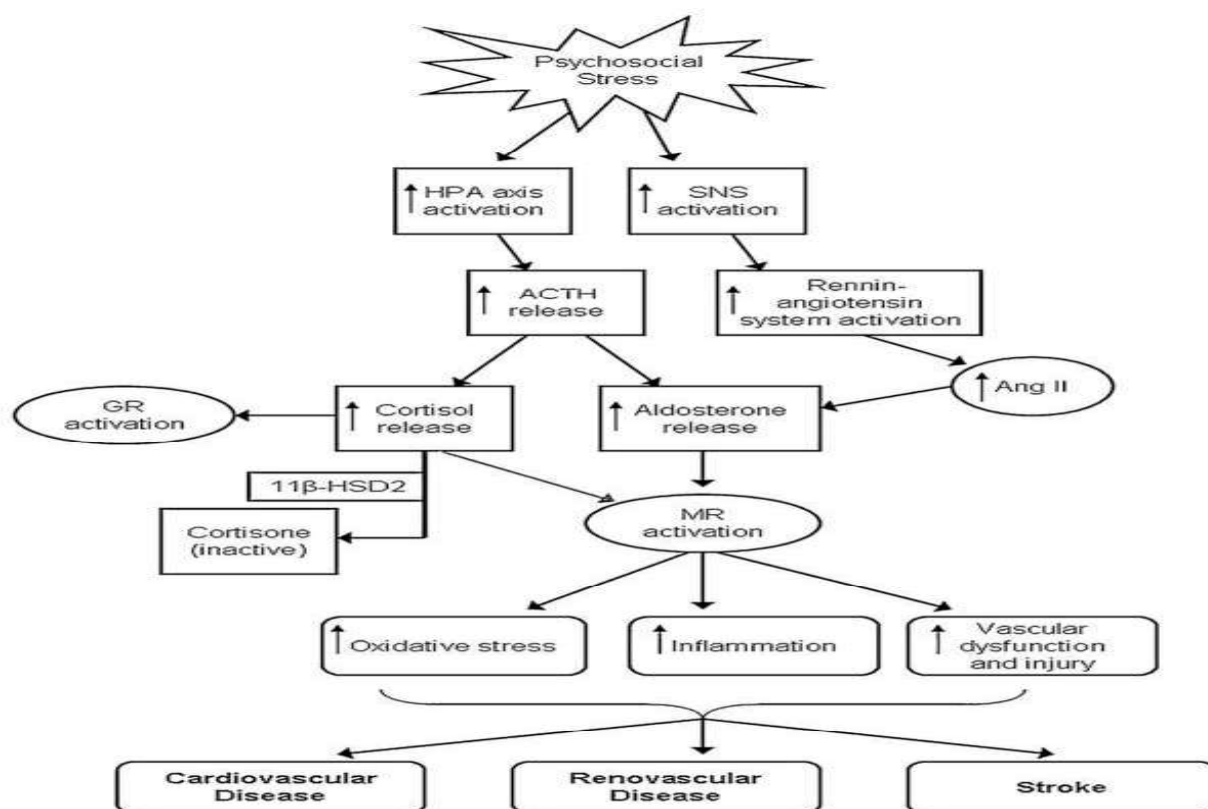 Psychosocial
Stress
HPA axis
activation
SNS
activation
ACTH
release
Rennin-
angiotensin
system activation
Ang II
GR
activation
Cortisol
release
Aldosterone
release
11β-HSD2
Cortisone
(inactive)
MR
activation
Oxidative stress
Inflammation
Vascular
dysfunction
and injury
Cardiovascular
Disease
Renovascular
Disease
Stroke